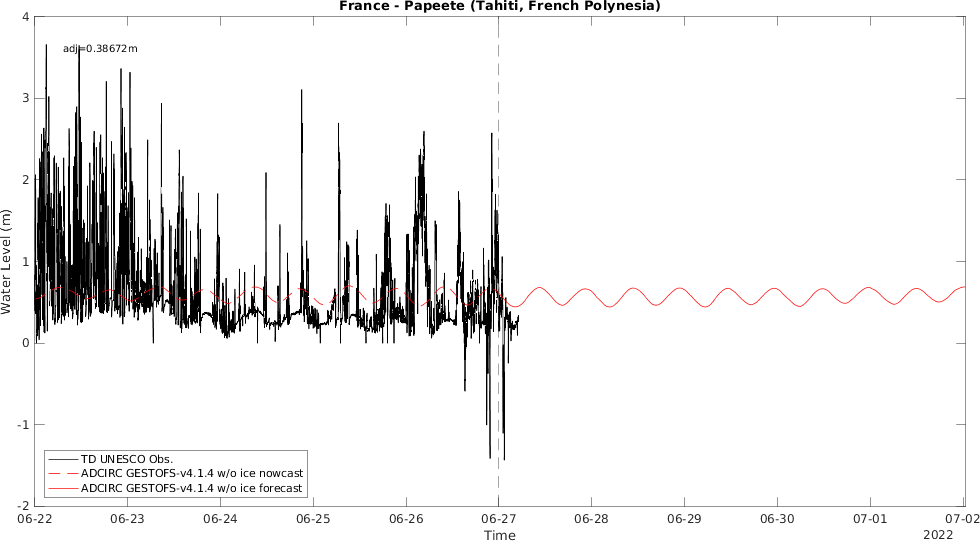 France - Papeete (Tahiti, French Polynesia)
adj=0.38672m
4
3
2
1
0
-1
-2
Water Level (m)
TD UNESCO Obs.
ADCIRC GESTOFS-v4.1.4 w/o ice nowcast
ADCIRC GESTOFS-v4.1.4 w/o ice forecast
06-22 06-23 06-24 06-25 06-26 06-27 06-28 06-29 06-30 07-01 07-02
Time
2022